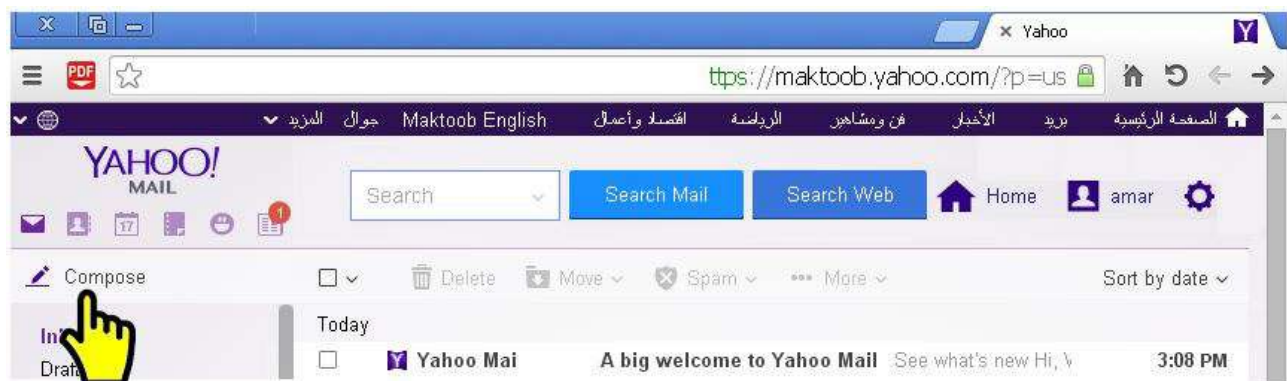 Yahoo
PDF
ttps://maktoob.yahoo.com/?p=us
الصفحة الرئيسية بريد الأخبار فن ومشاهير الرياضة اقتصاد وأعمال Maktoob English جوال المزيد
YAHOO!
MAIL
Search Search Mail Search Web Home amar
17 1
Compose Delete Move Spam More Sort by date
Today
Yahoo Mai A big welcome to Yahoo Mail See what's new Hi, 3:08 PM